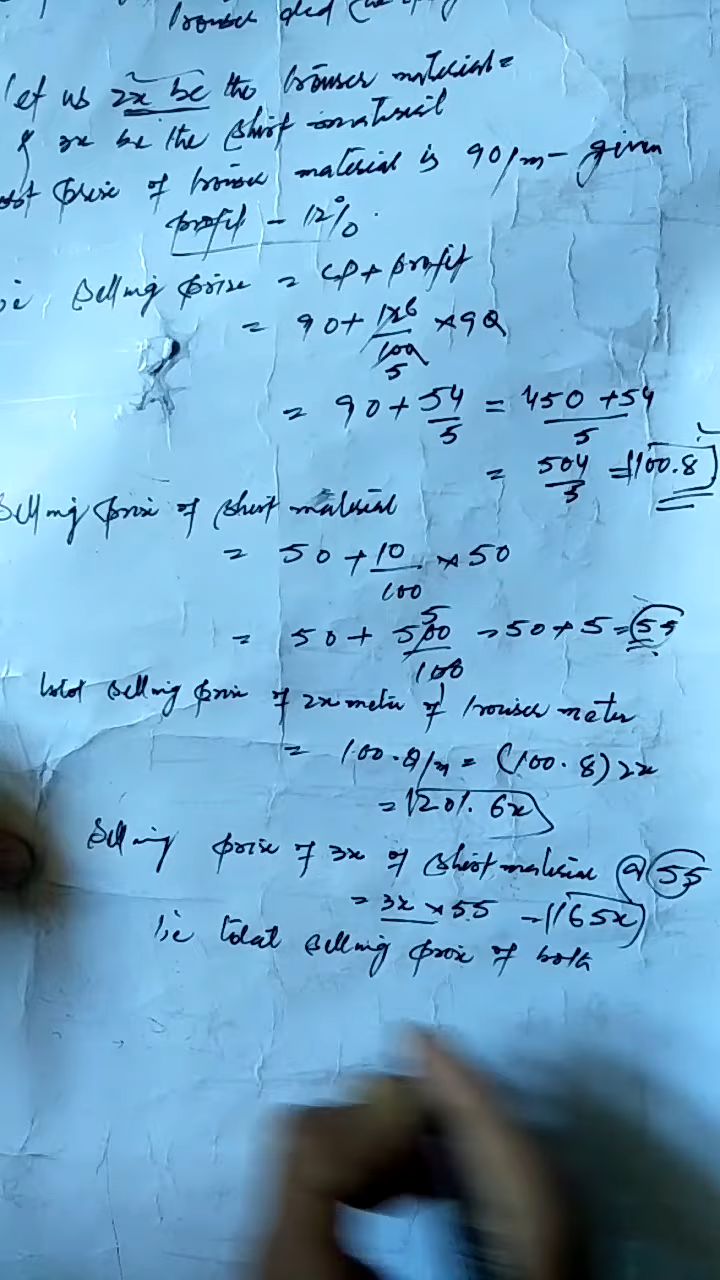 let us 2x be the trouser material=
& 3x be the shirt material
cost price of trouser material is 90/m - given
profit - 12%.
i.e selling price = CP + profit
= 90 + 12 6 / 100 5 × 90
= 90 + 54/5 = 450 + 54 / 5
= 504/5 = 100.8
Selling price of shirt material
= 50 + 10/100 × 50
= 50 + 500 5 / 100 1 = 50 + 5 = 55
total selling price of 2x meter of trouser meter
= 100.8/m = (100.8) 2x
= 201.6x
Selling price of 3x of shirt material @ 55
= 3x × 55 = 165x
i.e total selling price of both